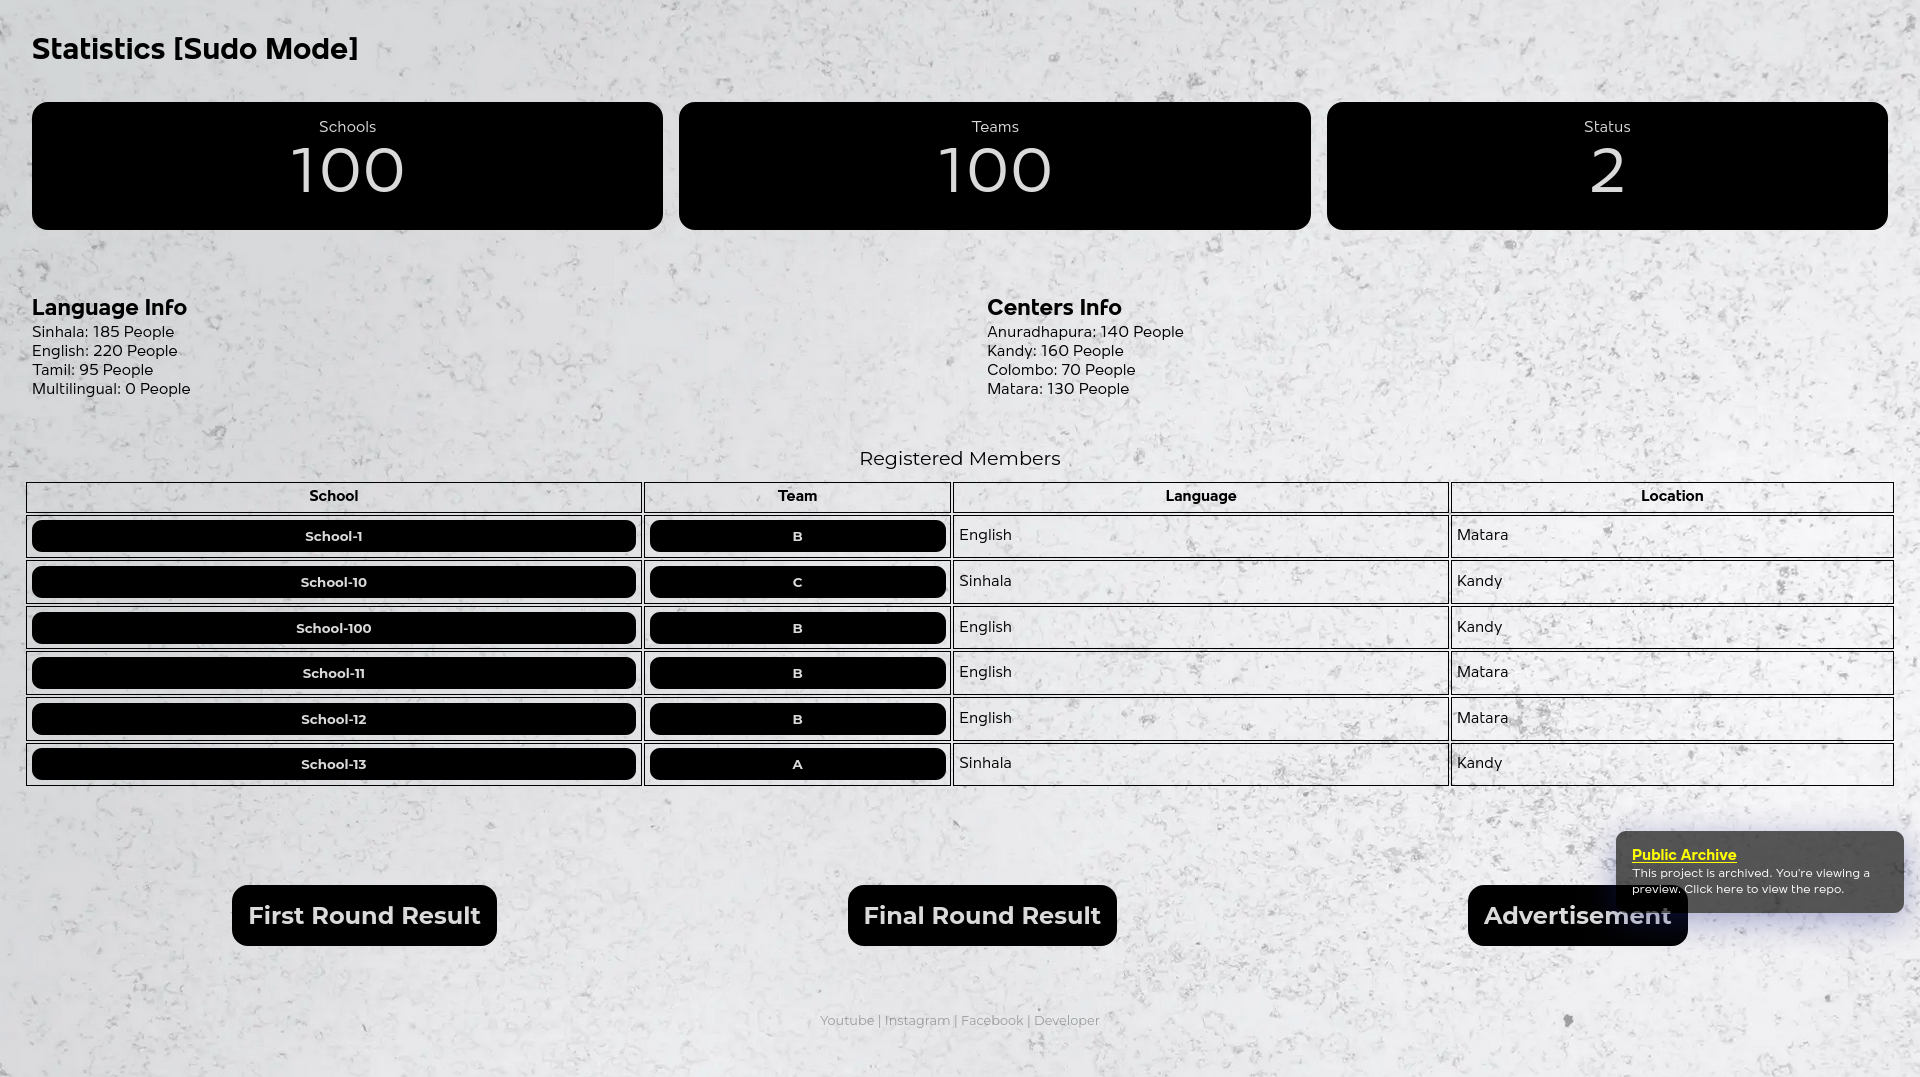 Statistics [Sudo Mode]
Schools
100
Teams
100
Status
2
Language Info
Sinhala: 185 People
English: 220 People
Tamil: 95 People
Multilingual: 0 People
Centers Info
Anuradhapura: 140 People
Kandy: 160 People
Colombo: 70 People
Matara: 130 People
Registered Members
School Team Language Location
School-1 B English Matara
School-10 C Sinhala Kandy
School-100 B English Kandy
School-11 B English Matara
School-12 B English Matara
School-13 A Sinhala Kandy
Public Archive
This project is archived. You're viewing a
preview. Click here to view the repo.
First Round Result
Final Round Result
Advertisement
Youtube | Instagram | Facebook | Developer